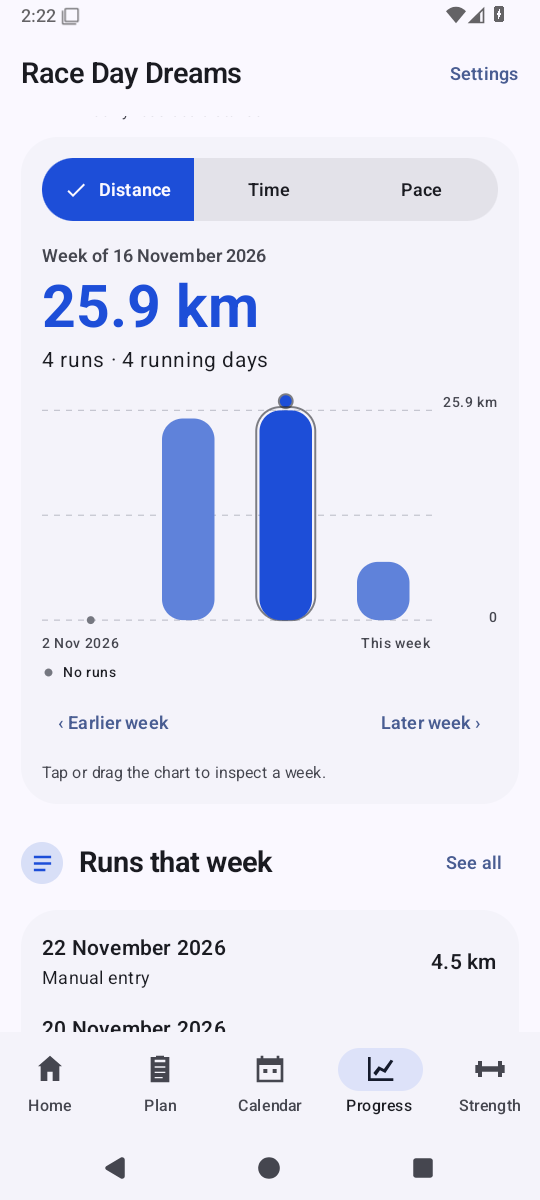 2:22
Race Day Dreams
Settings
Distance
Time
Pace
Week of 16 November 2026
25.9 km
4 runs · 4 running days
25.9 km
0
2 Nov 2026
This week
No runs
‹ Earlier week
Later week ›
Tap or drag the chart to inspect a week.
Runs that week
See all
22 November 2026
4.5 km
Manual entry
20 November 2026
Home
Plan
Calendar
Progress
Strength